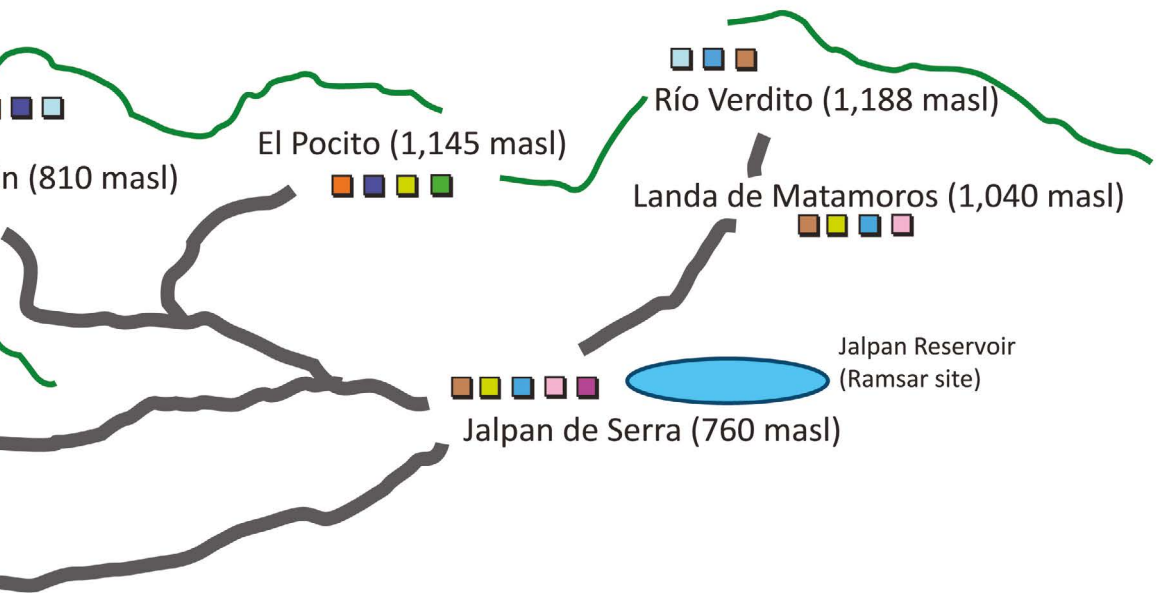 Río Verdito (1,188 masl)
El Pocito (1,145 masl)
n (810 masl)
Landa de Matamoros (1,040 masl)
Jalpan Reservoir
(Ramsar site)
Jalpan de Serra (760 masl)